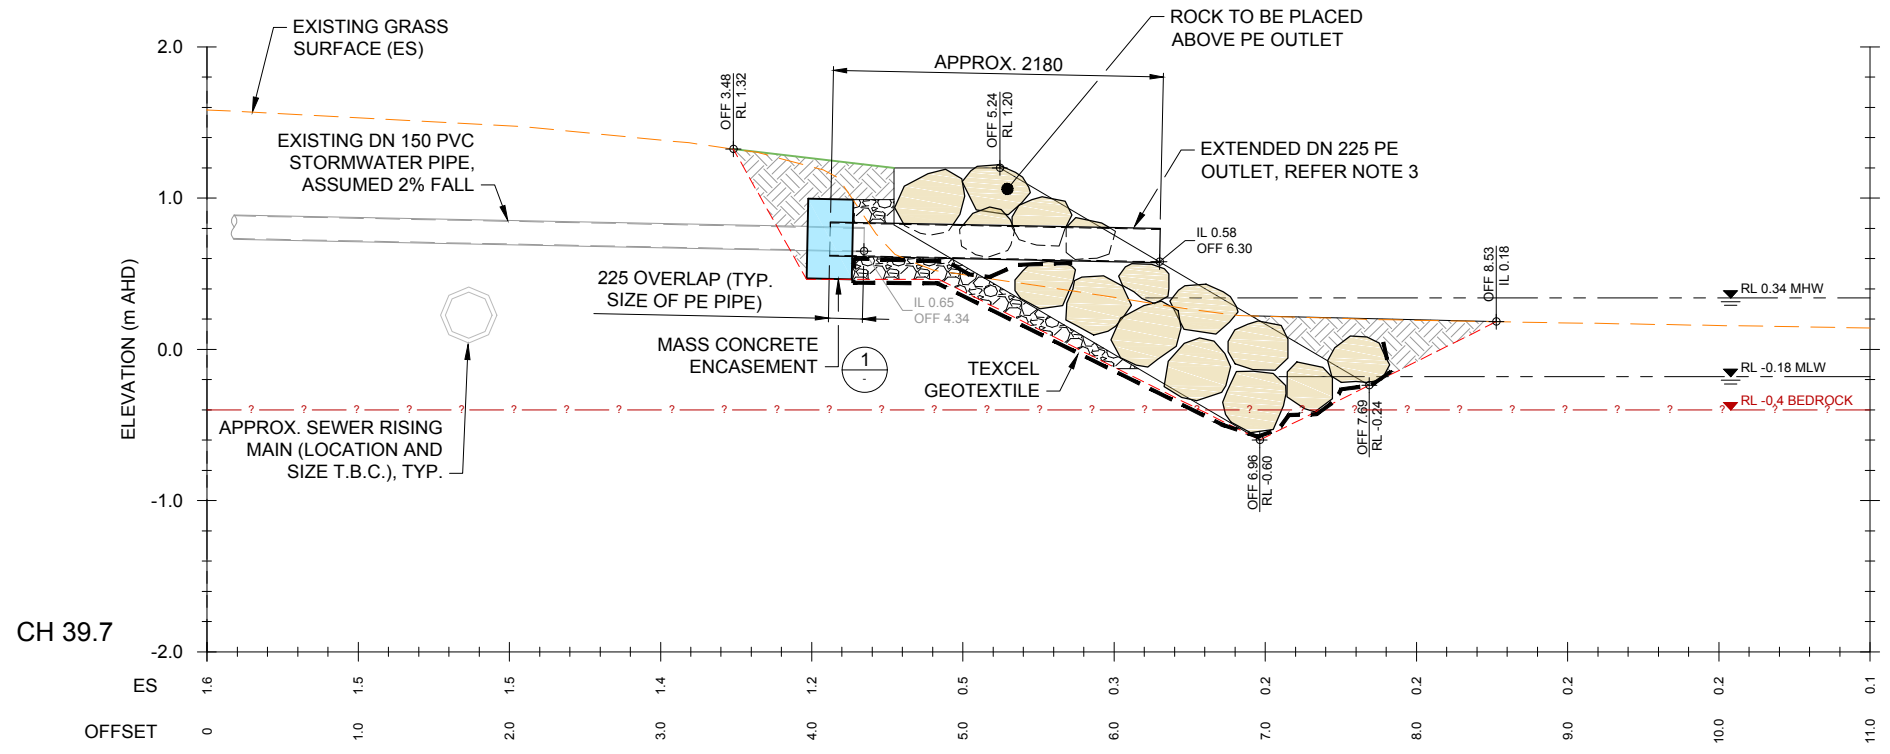 EXISTING GRASS
SURFACE (ES)
ROCK TO BE PLACED
ABOVE PE OUTLET
APPROX. 2180
2.0
OFF 3.48
RL 1.32
OFF 5.24
RL 1.20
EXISTING DN 150 PVC
STORMWATER PIPE,
ASSUMED 2% FALL
EXTENDED DN 225 PE
OUTLET, REFER NOTE 3
1.0
IL 0.58
OFF 6.30
OFF 8.53
IL 0.18
225 OVERLAP (TYP.
SIZE OF PE PIPE)
IL 0.65
OFF 4.34
RL 0.34 MHW
ELEVATION (m AHD)
0.0
MASS CONCRETE
ENCASEMENT
1
-
TEXCEL
GEOTEXTILE
RL -0.18 MLW
RL -0.4 BEDROCK
? ? ? ? ? ? ? ? ? ? ? ? ? ? ? ? ? ? ? ? ? ? ?
APPROX. SEWER RISING
MAIN (LOCATION AND
SIZE T.B.C.), TYP.
OFF 7.69
RL -0.24
OFF 6.96
RL -0.60
-1.0
CH 39.7
-2.0
ES 1.6 1.5 1.5 1.4 1.2 0.5 0.3 0.2 0.2 0.2 0.2 0.1
OFFSET 0 1.0 2.0 3.0 4.0 5.0 6.0 7.0 8.0 9.0 10.0 11.0